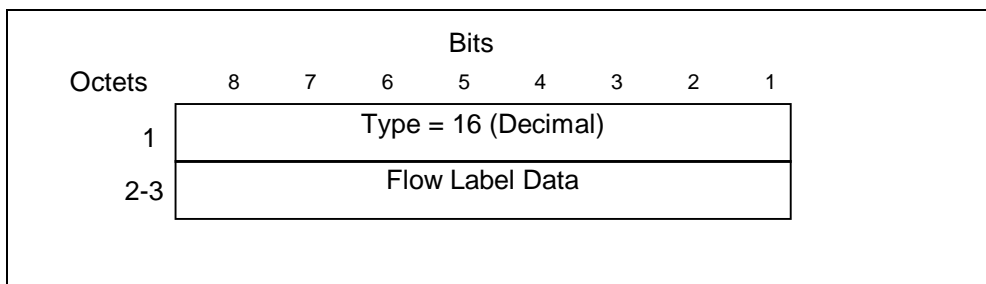 Bits
Octets 8 7 6 5 4 3 2 1
1 Type = 16 (Decimal)
2-3 Flow Label Data